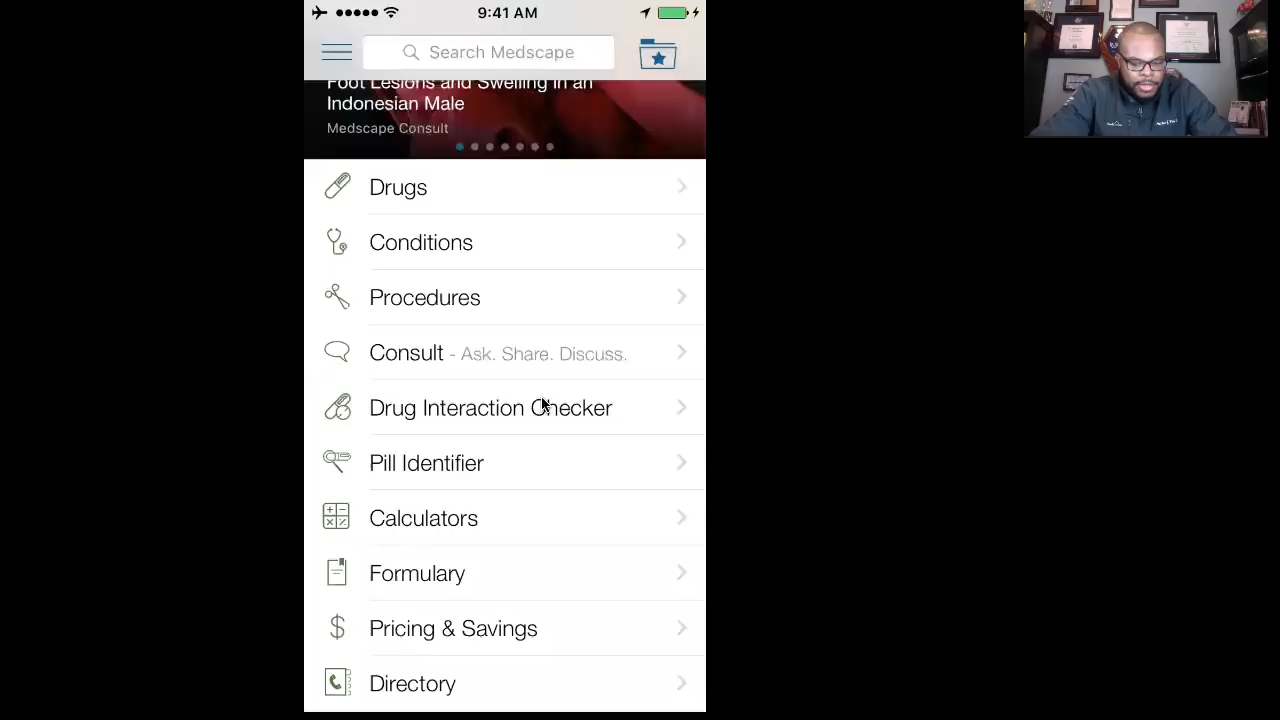 9:41 AM
Search Medscape
Foot Lesions and Swelling in an
Indonesian Male
Medscape Consult
Drugs
Conditions
Procedures
Consult - Ask. Share. Discuss.
Drug Interaction Checker
Pill Identifier
Calculators
Formulary
Pricing & Savings
Directory